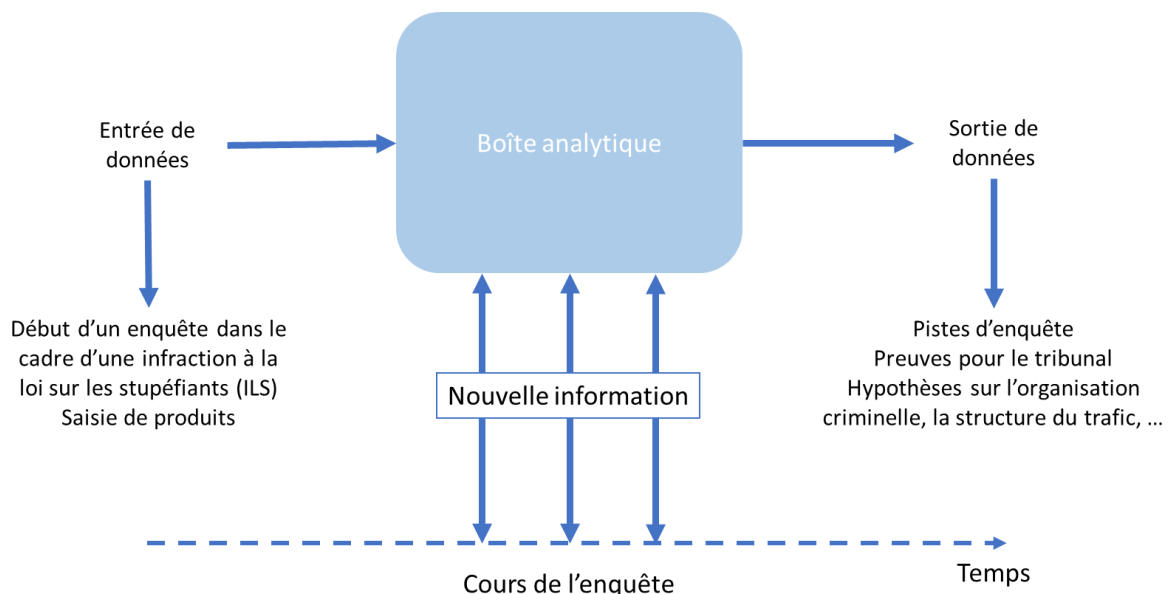 Entrée de
données
Boîte analytique
Sortie de
données
Début d'un enquête dans le
cadre d'une infraction à la
loi sur les stupéfiants (ILS)
Saisie de produits
Nouvelle information
Pistes d'enquête
Preuves pour le tribunal
Hypothèses sur l'organisation
criminelle, la structure du trafic, ...
Cours de l'enquête
Temps